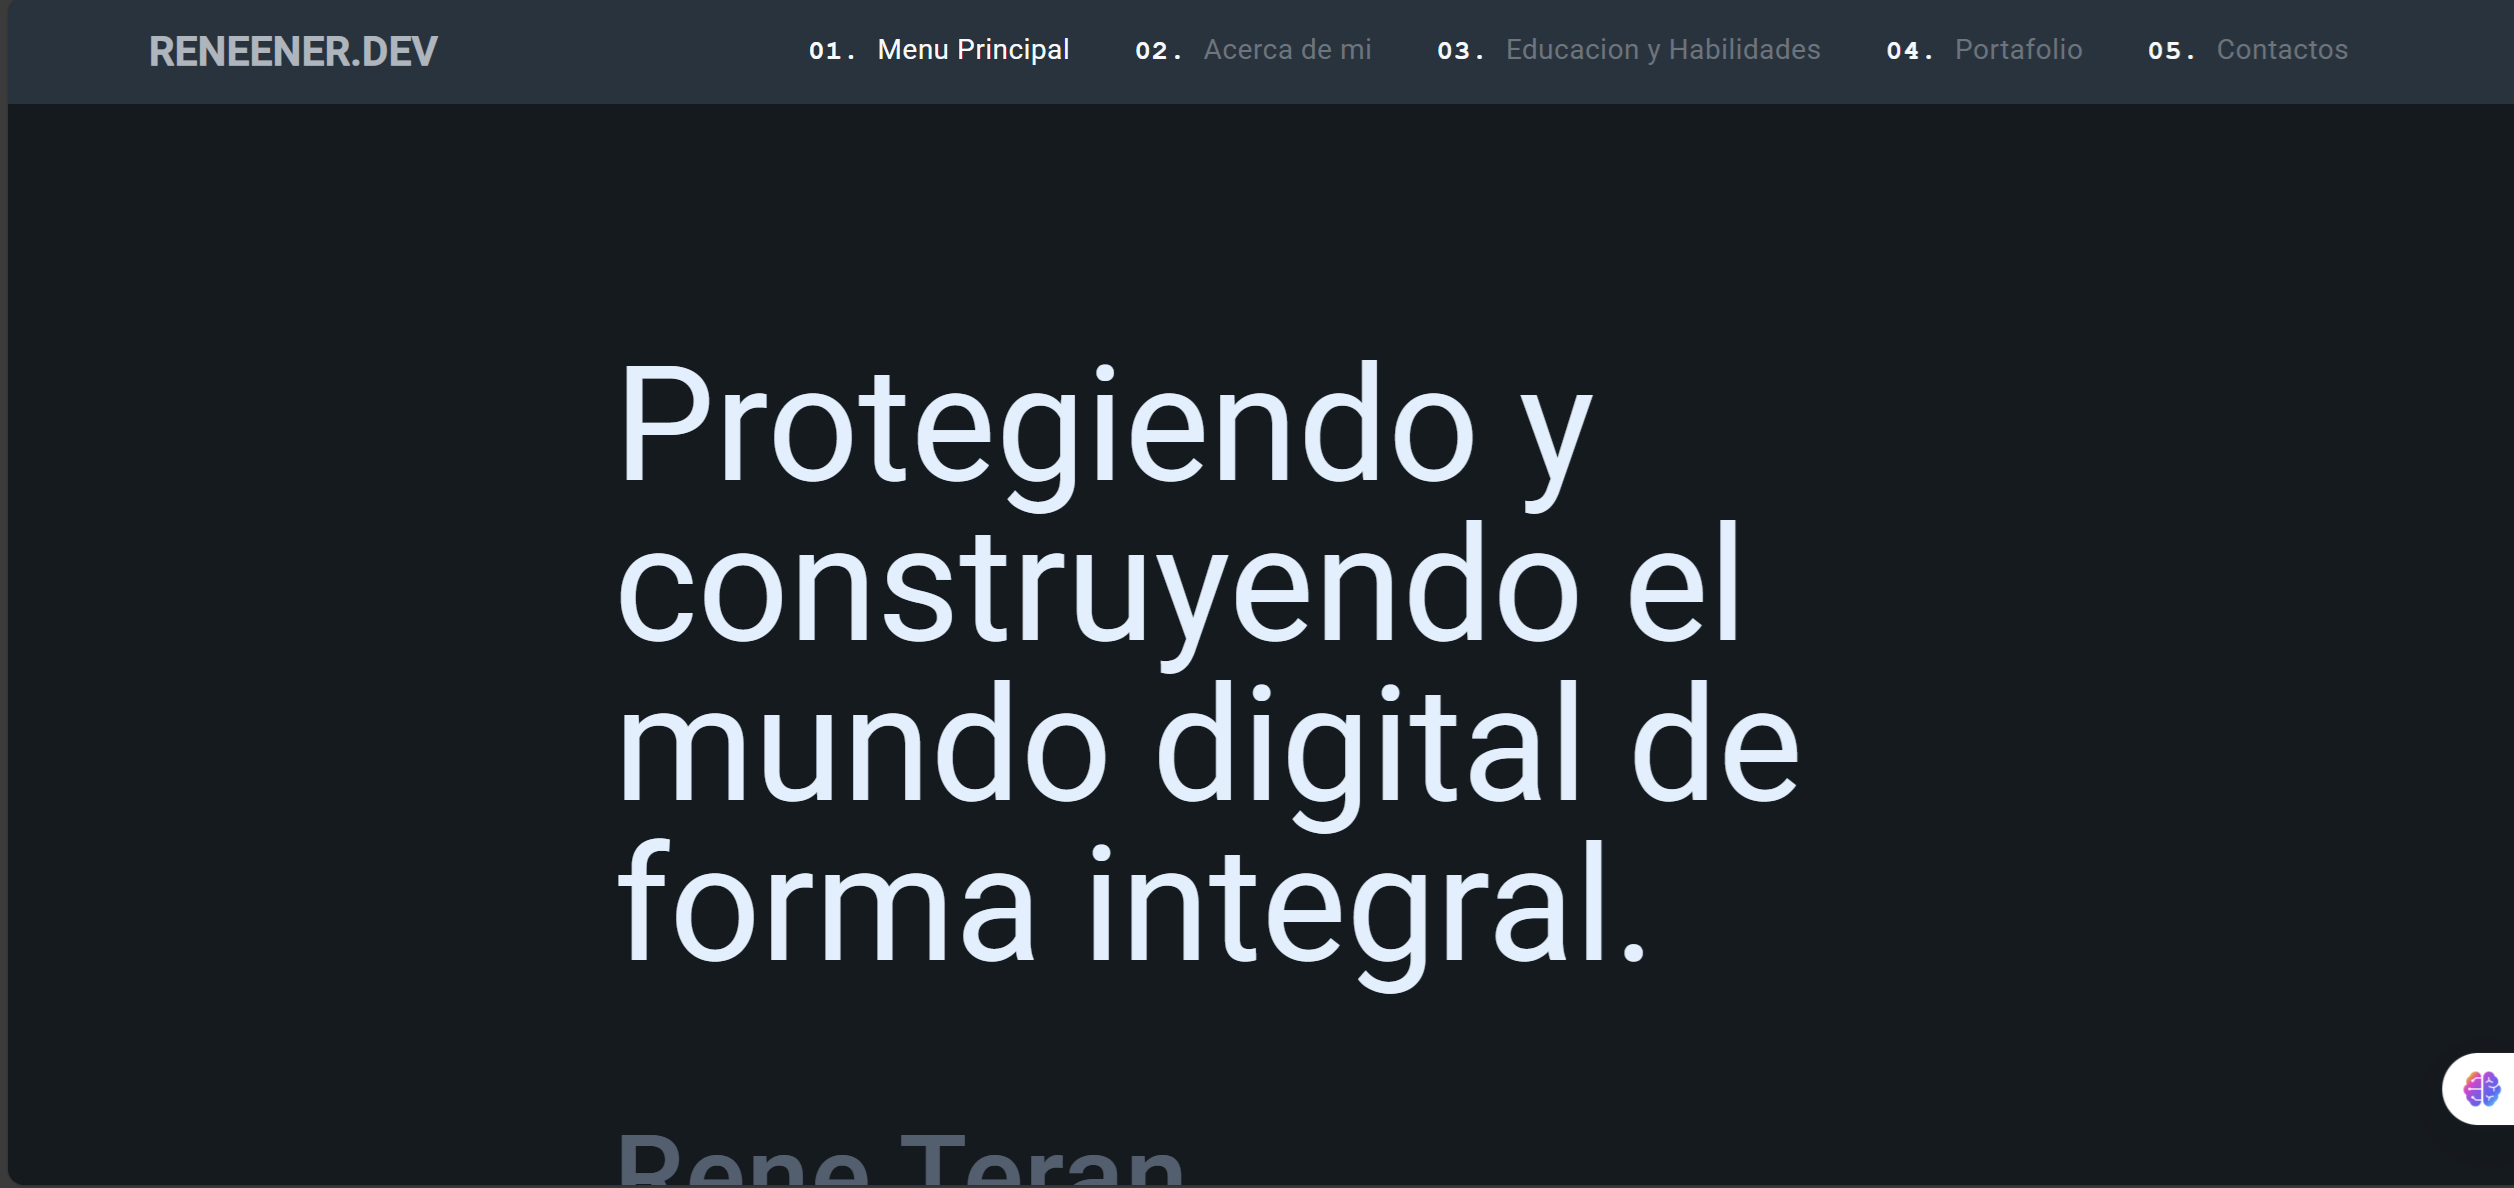 RENEENER.DEV
01. Menu Principal 02. Acerca de mi 03. Educacion y Habilidades 04. Portafolio 05. Contactos
Protegiendo y
construyendo el
mundo digital de
forma integral.
Rene Teran